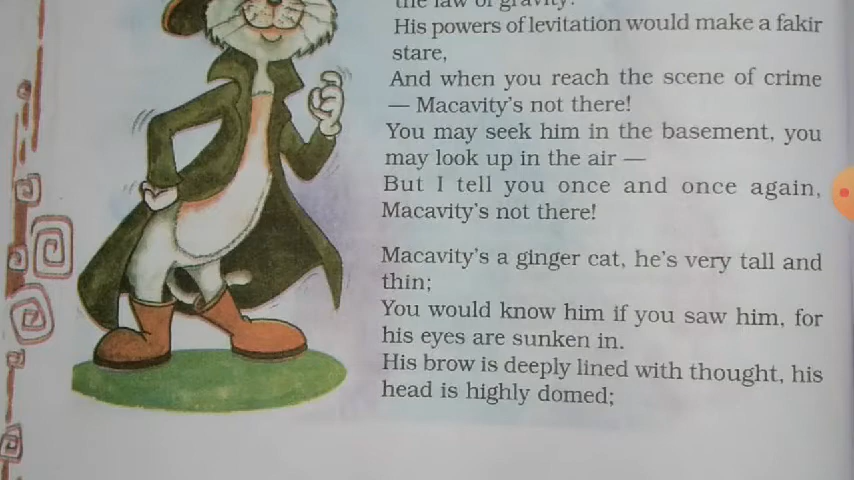 the law of gravity.
His powers of levitation would make a fakir
stare,
And when you reach the scene of crime
— Macavity's not there!
You may seek him in the basement, you
may look up in the air —
But I tell you once and once again,
Macavity's not there!
Macavity's a ginger cat, he's very tall and
thin;
You would know him if you saw him, for
his eyes are sunken in.
His brow is deeply lined with thought, his
head is highly domed;